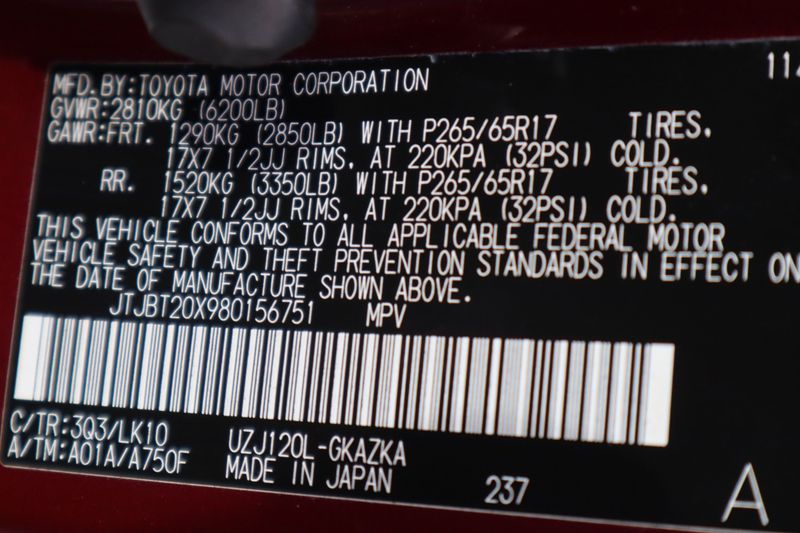 11/
MFD.BY:TOYOTA MOTOR CORPORATION
GVWR:2810KG (6200LB)
GAWR:FRT. 1290KG (2850LB) WITH P265/65R17 TIRES,
17X7 1/2JJ RIMS, AT 220KPA (32PSI) COLD.
RR. 1520KG (3350LB) WITH P265/65R17 TIRES,
17X7 1/2JJ RIMS, AT 220KPA (32PSI) COLD.
THIS VEHICLE CONFORMS TO ALL APPLICABLE FEDERAL MOTOR
VEHICLE SAFETY AND THEFT PREVENTION STANDARDS IN EFFECT ON
THE DATE OF MANUFACTURE SHOWN ABOVE.
JTJBT20X980156751 MPV
C/TR:3Q3/LK10 UZJ120L-GKAZKA
A/TM:A01A/A750F MADE IN JAPAN 237 A